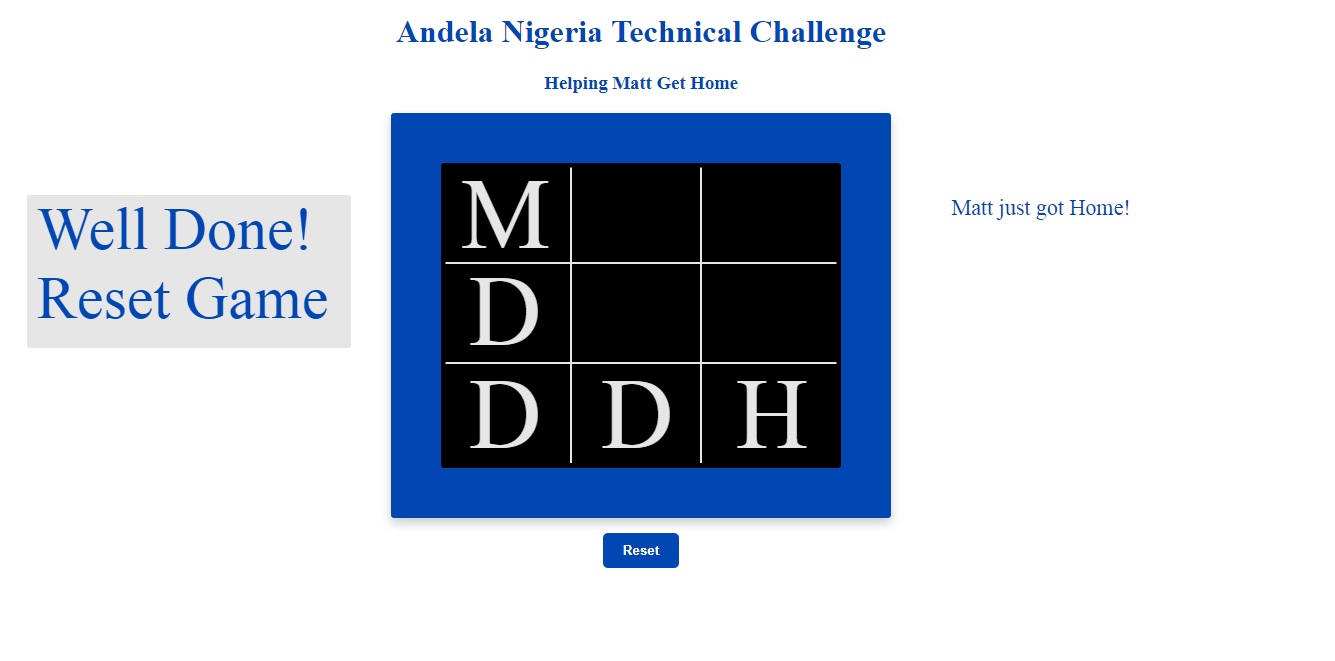 Andela Nigeria Technical Challenge
Helping Matt Get Home
Well Done!
Reset Game
M
D
D D H
Matt just got Home!
Reset